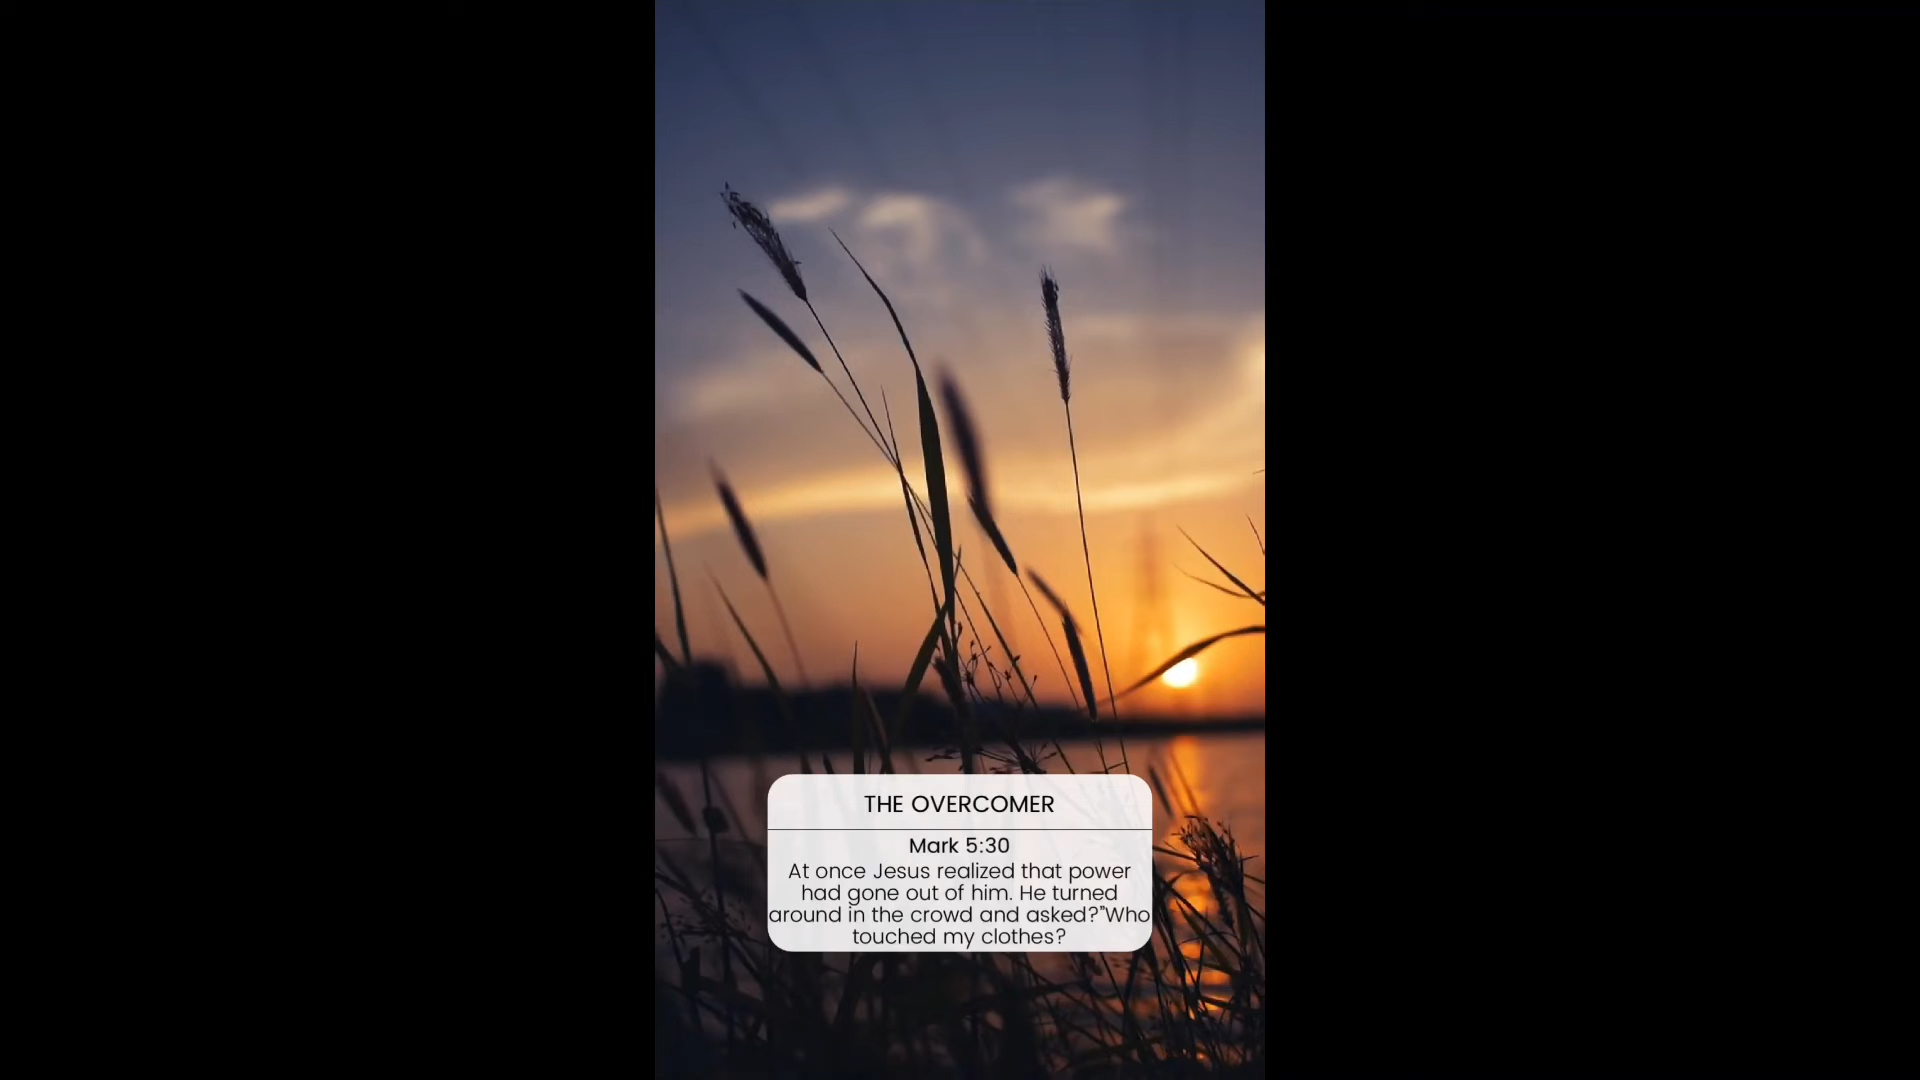 THE OVERCOMER
Mark 5:30
At once Jesus realized that power
had gone out of him. He turned
around in the crowd and asked?"Who
touched my clothes?